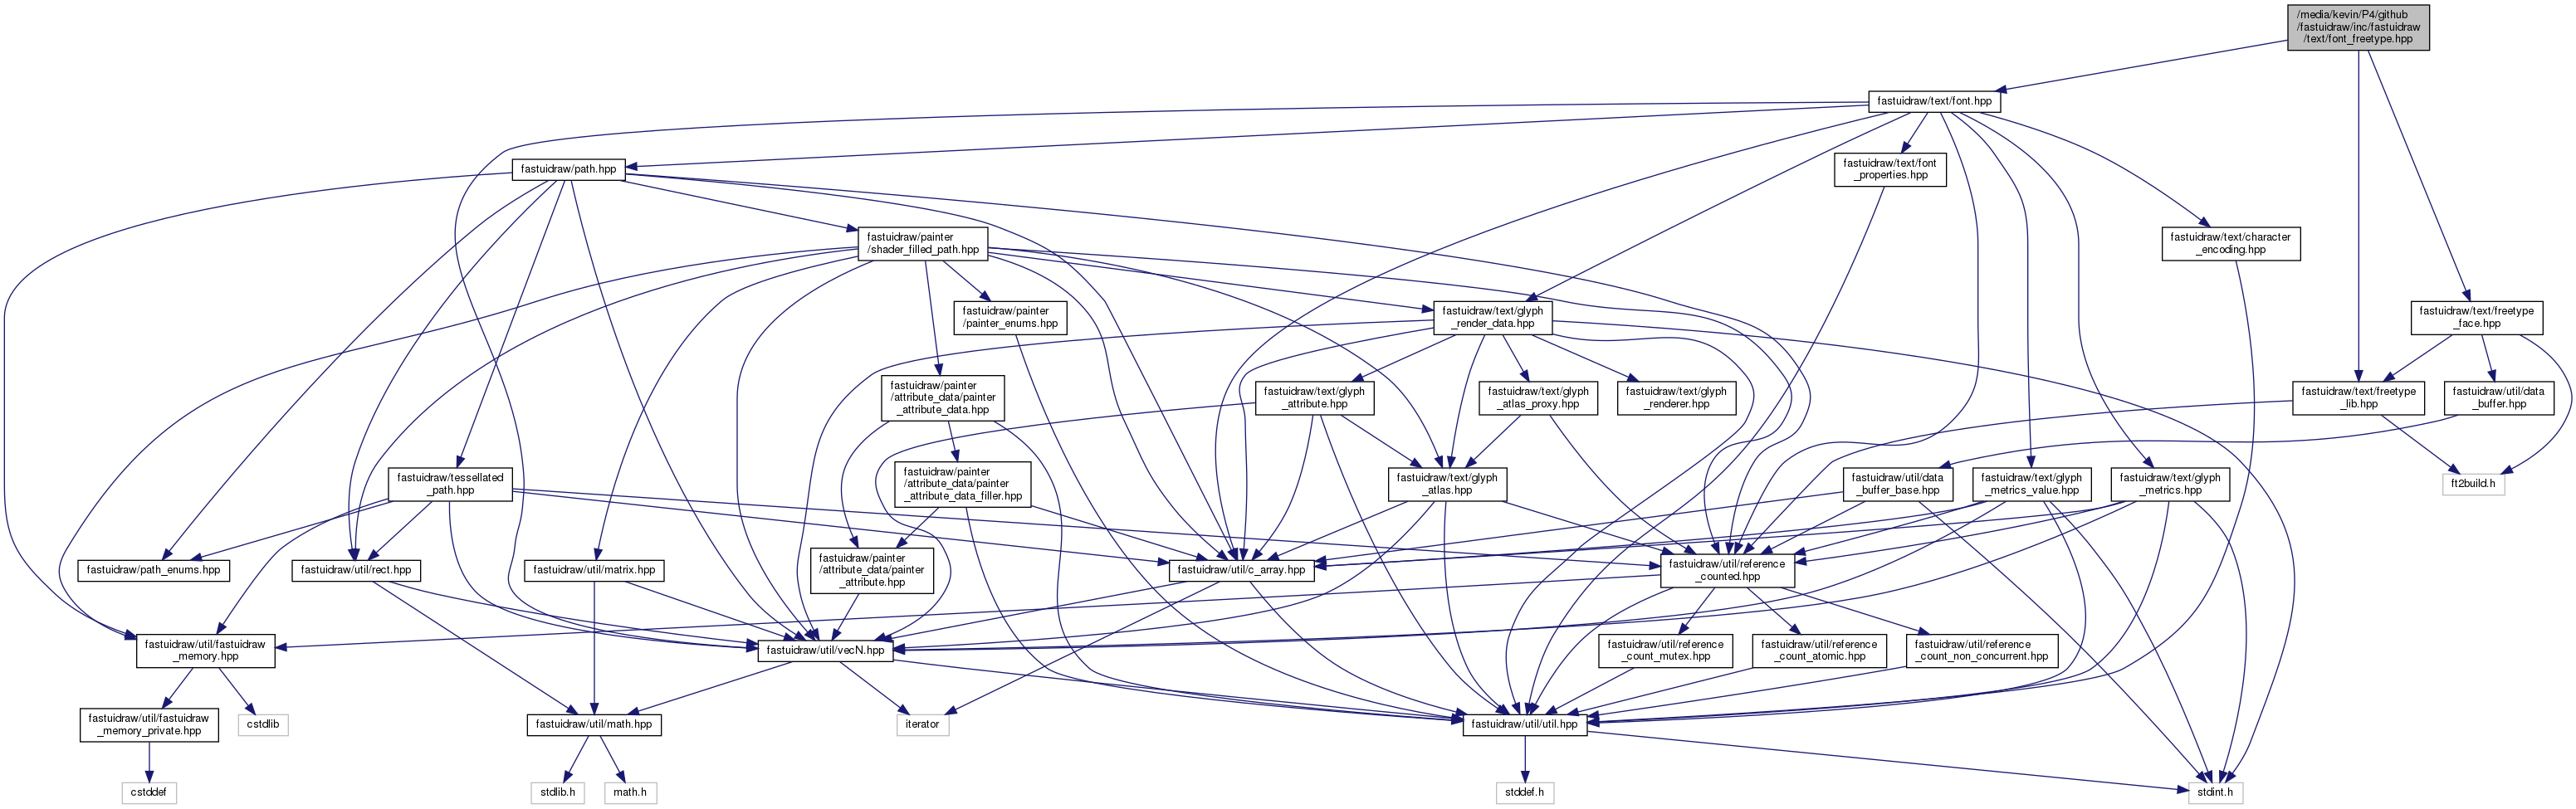 /media/kevin/P4/github
/fastuidraw/inc/fastuidraw
/text/font_freetype.hpp
fastuidraw/text/font.hpp
fastuidraw/path.hpp
fastuidraw/text/font
_properties.hpp
fastuidraw/painter
/shader_filled_path.hpp
fastuidraw/text/character
_encoding.hpp
fastuidraw/painter
/painter_enums.hpp
fastuidraw/text/glyph
_render_data.hpp
fastuidraw/text/freetype
_face.hpp
fastuidraw/painter
/attribute_data/painter
_attribute_data.hpp
fastuidraw/text/glyph
_attribute.hpp
fastuidraw/text/glyph
_atlas_proxy.hpp
fastuidraw/text/glyph
_renderer.hpp
fastuidraw/text/freetype
_lib.hpp
fastuidraw/util/data
_buffer.hpp
fastuidraw/tessellated
_path.hpp
fastuidraw/painter
/attribute_data/painter
_attribute_data_filler.hpp
fastuidraw/text/glyph
_atlas.hpp
fastuidraw/util/data
_buffer_base.hpp
fastuidraw/text/glyph
_metrics_value.hpp
fastuidraw/text/glyph
_metrics.hpp
ft2build.h
fastuidraw/path_enums.hpp
fastuidraw/util/rect.hpp
fastuidraw/util/matrix.hpp
fastuidraw/painter
/attribute_data/painter
_attribute.hpp
fastuidraw/util/c_array.hpp
fastuidraw/util/reference
_counted.hpp
fastuidraw/util/fastuidraw
_memory.hpp
fastuidraw/util/vecN.hpp
fastuidraw/util/reference
_count_mutex.hpp
fastuidraw/util/reference
_count_atomic.hpp
fastuidraw/util/reference
_count_non_concurrent.hpp
fastuidraw/util/fastuidraw
_memory_private.hpp
cstdlib
fastuidraw/util/math.hpp
iterator
fastuidraw/util/util.hpp
cstddef
stdlib.h
math.h
stddef.h
stdint.h